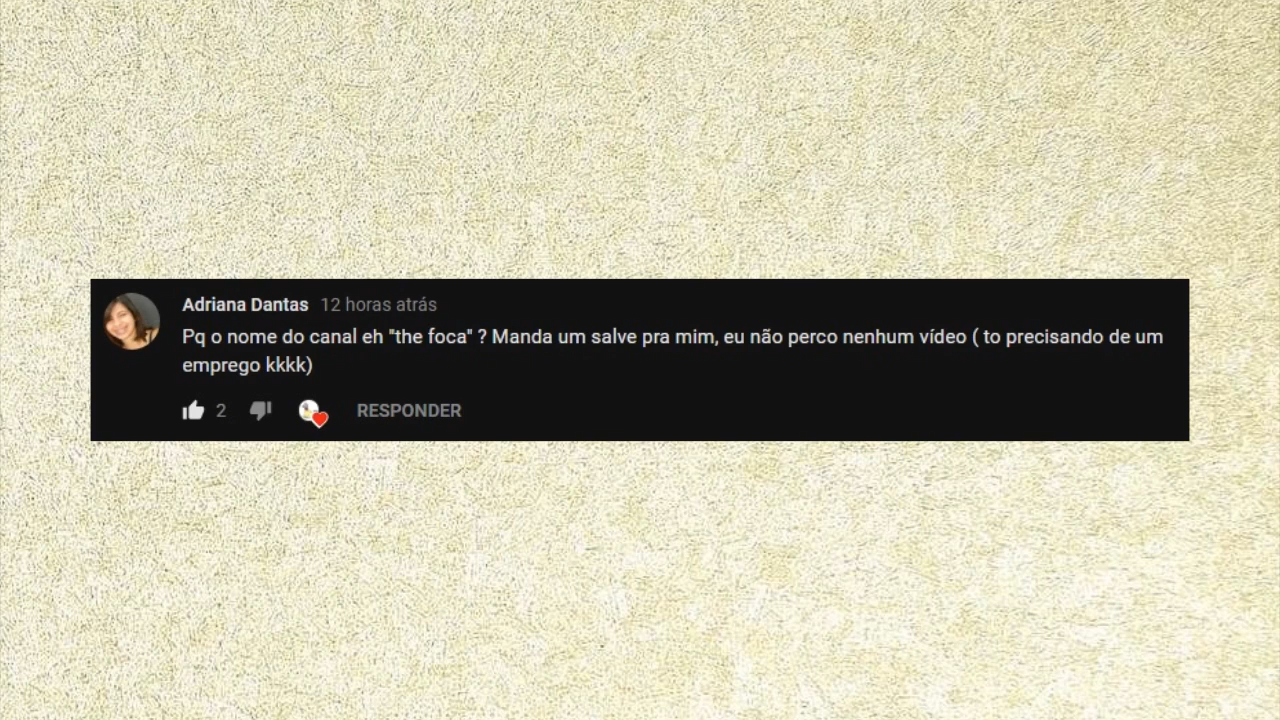 Adriana Dantas 12 horas atrás
Pq o nome do canal eh "the foca" ? Manda um salve pra mim, eu não perco nenhum vídeo ( to precisando de um
emprego kkkk)
2 RESPONDER